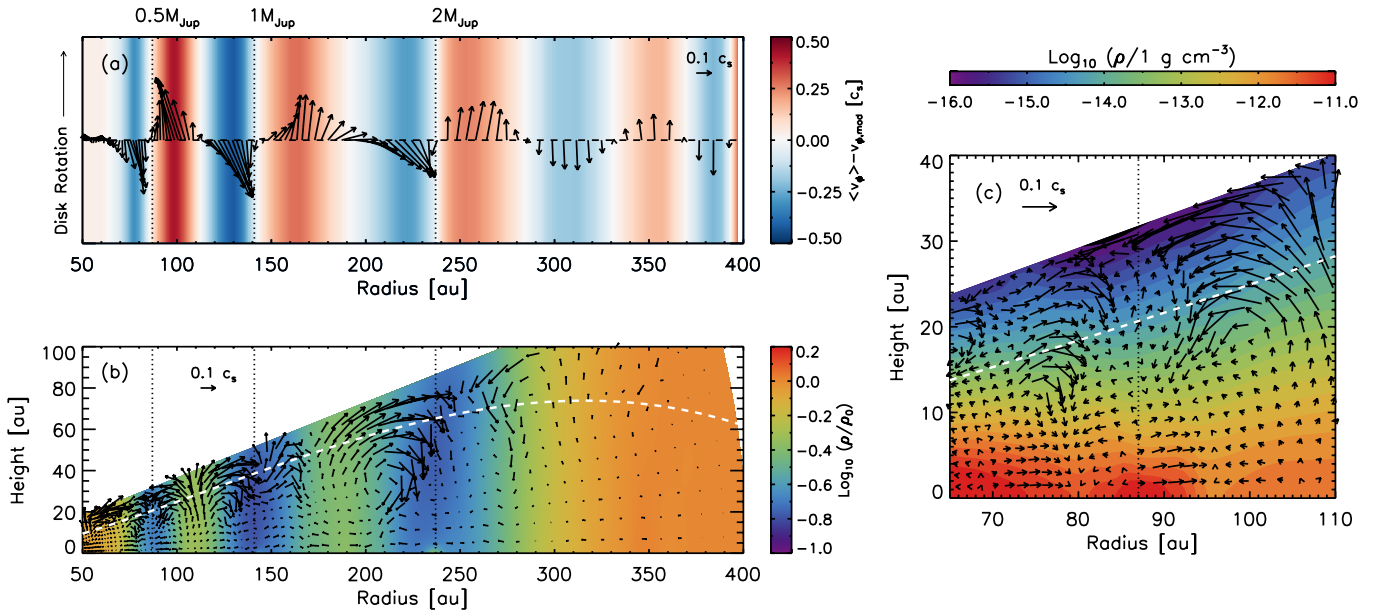 0.5M_Jup 1M_Jup 2M_Jup
(a)
0.1 c_s
Disk Rotation
50 100 150 200 250 300 350 400
Radius [au]
0.50
0.25
0.00
-0.25
-0.50
<v_ϕ>-v_ϕ,mod [c_s]
(b)
0.1 c_s
100
80
60
40
20
0
Height [au]
50 100 150 200 250 300 350 400
Radius [au]
0.2
0.0
-0.2
-0.4
-0.6
-0.8
-1.0
Log₁₀ (ρ/ρ₀)
Log₁₀ (ρ/1 g cm⁻³)
-16.0 -15.0 -14.0 -13.0 -12.0 -11.0
(c)
0.1 c_s
40
30
20
10
0
Height [au]
70 80 90 100 110
Radius [au]